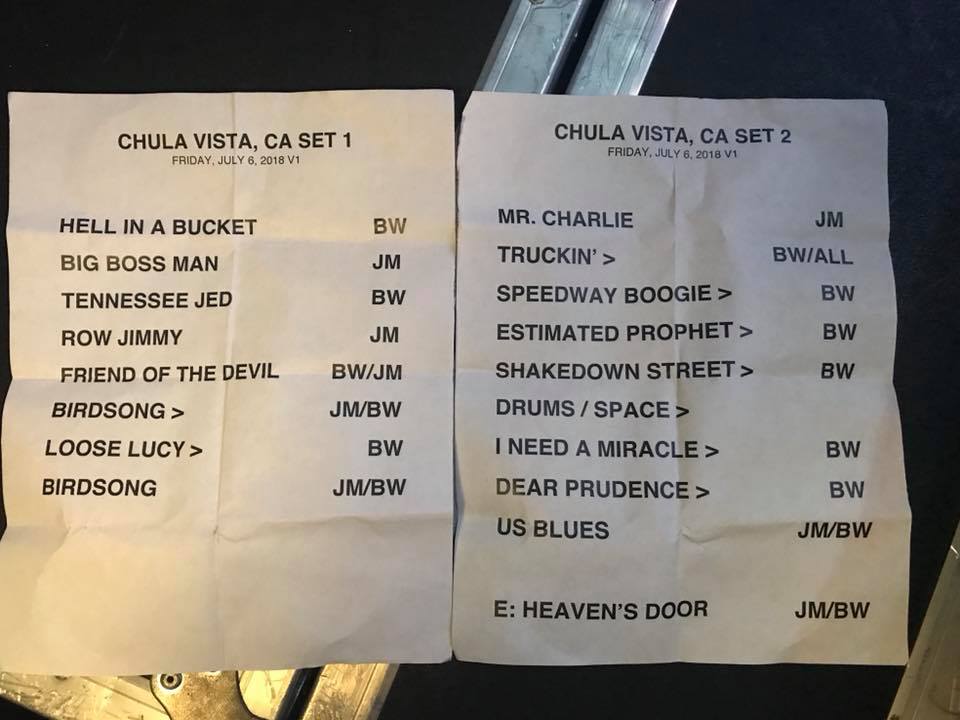 CHULA VISTA, CA SET 1
FRIDAY, JULY 6, 2018 V1
HELL IN A BUCKET BW
BIG BOSS MAN JM
TENNESSEE JED BW
ROW JIMMY JM
FRIEND OF THE DEVIL BW/JM
BIRDSONG > JM/BW
LOOSE LUCY > BW
BIRDSONG JM/BW
CHULA VISTA, CA SET 2
FRIDAY, JULY 6, 2018 V1
MR. CHARLIE JM
TRUCKIN' > BW/ALL
SPEEDWAY BOOGIE > BW
ESTIMATED PROPHET > BW
SHAKEDOWN STREET > BW
DRUMS / SPACE >
I NEED A MIRACLE > BW
DEAR PRUDENCE > BW
US BLUES JM/BW
E: HEAVEN'S DOOR JM/BW